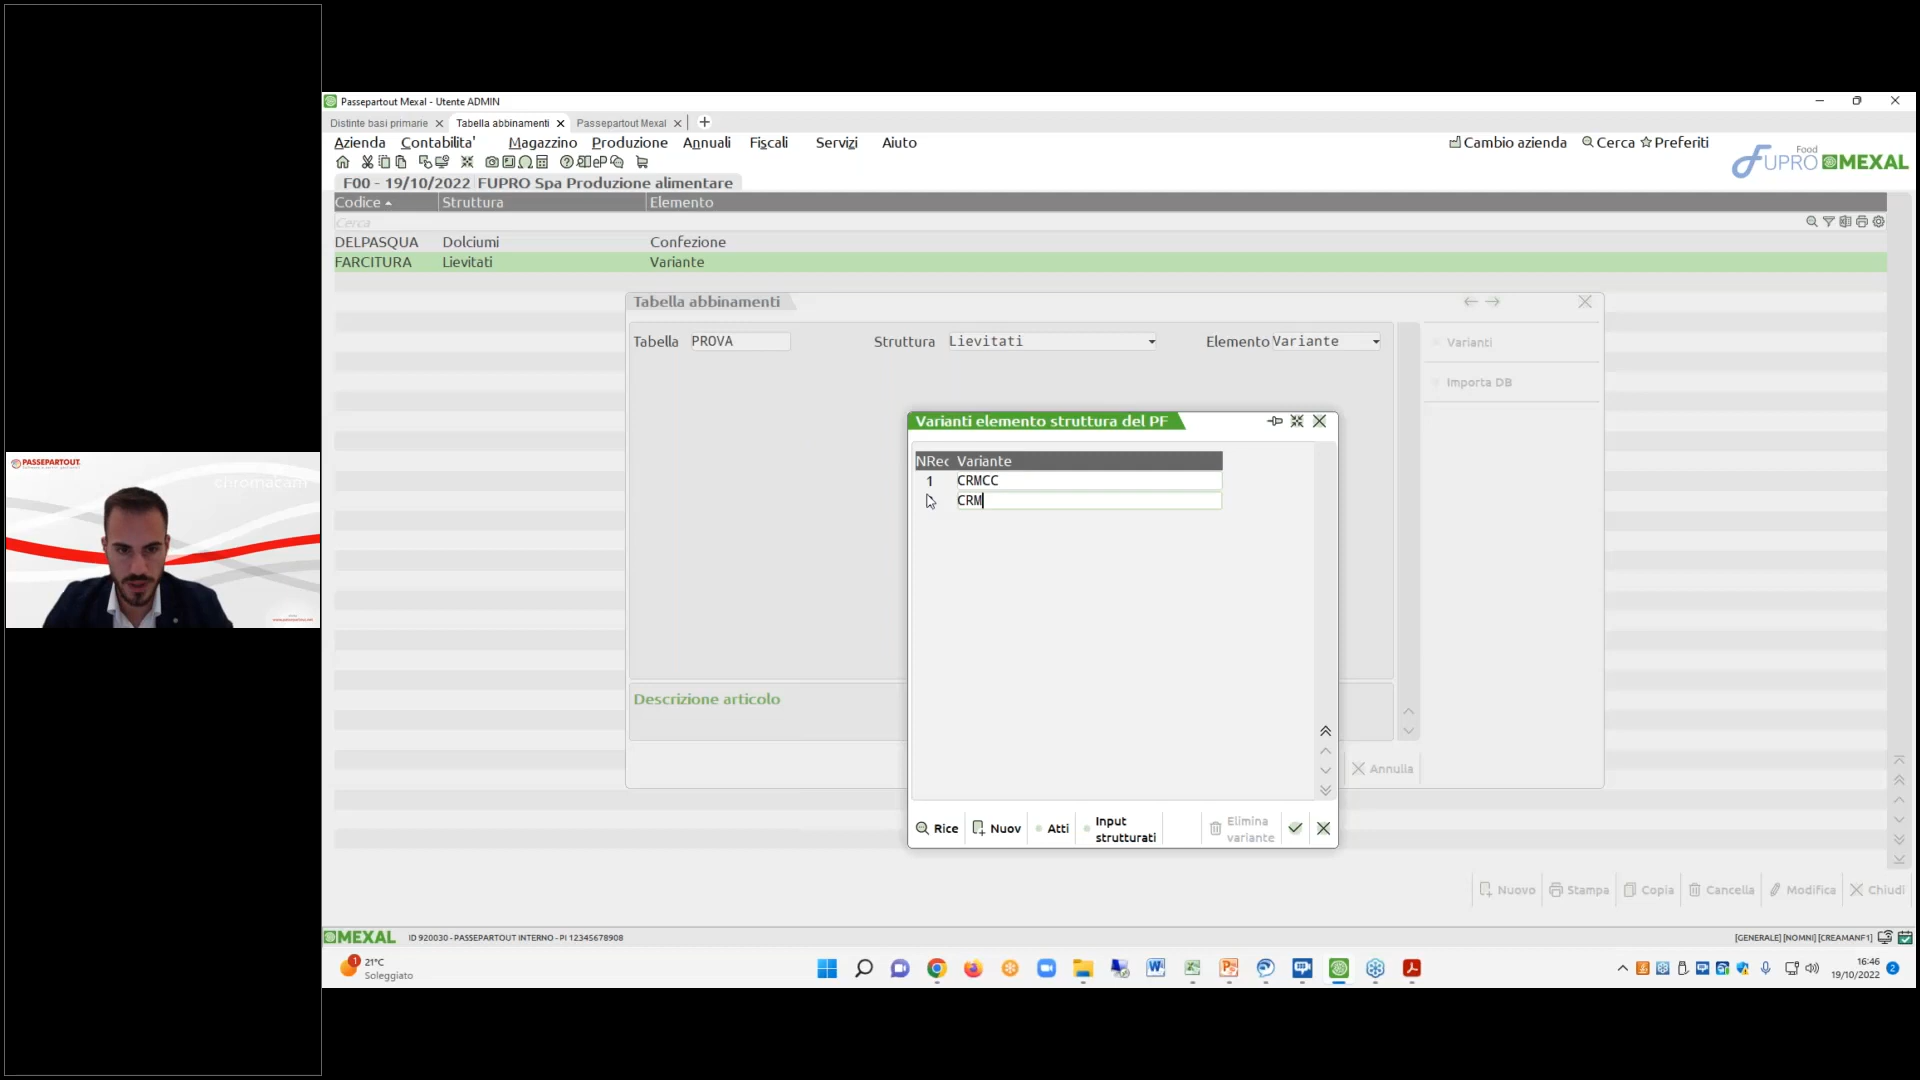 Passepartout Mexal - Utente ADMIN
Distinte basi primarie
Tabella abbinamenti
Passepartout Mexal
Azienda Contabilita' Magazzino Produzione Annuali Fiscali Servizi Aiuto
Cambio azienda Cerca Preferiti
Food
FUPRO MEXAL
F00 - 19/10/2022 FUPRO Spa Produzione alimentare
Codice Struttura Elemento
Cerca
DELPASQUA Dolciumi Confezione
FARCITURA Lievitati Variante
Tabella abbinamenti
Tabella PROVA Struttura Lievitati Elemento Variante
Varianti
Importa DB
Varianti elemento struttura del PF
NRec Variante
1 CRMCC
CRM
PASSEPARTOUT
chromacam
Descrizione articolo
Annulla
Rice Nuov Atti Input strutturati Elimina variante
Nuovo Stampa Copia Cancella Modifica Chiudi
MEXAL ID 920030 - PASSEPARTOUT INTERNO - PI 12345678908
[GENERALE] [NOMNI] [CREAMANF1]
1 21°C
Soleggiato
16:46
19/10/2022
2